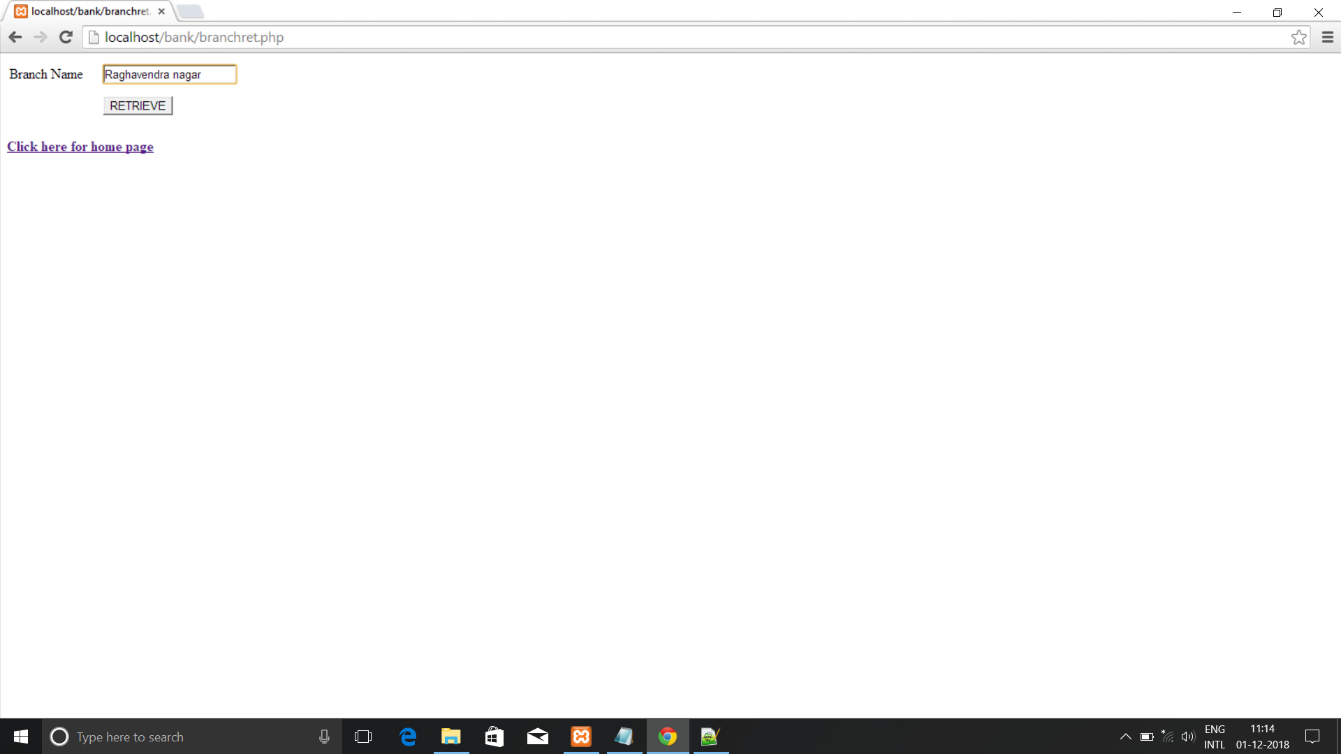 localhost/bank/branchret.
localhost/bank/branchret.php
Branch Name Raghavendra nagar
RETRIEVE
Click here for home page
Type here to search
ENG
INTL
11:14
01-12-2018